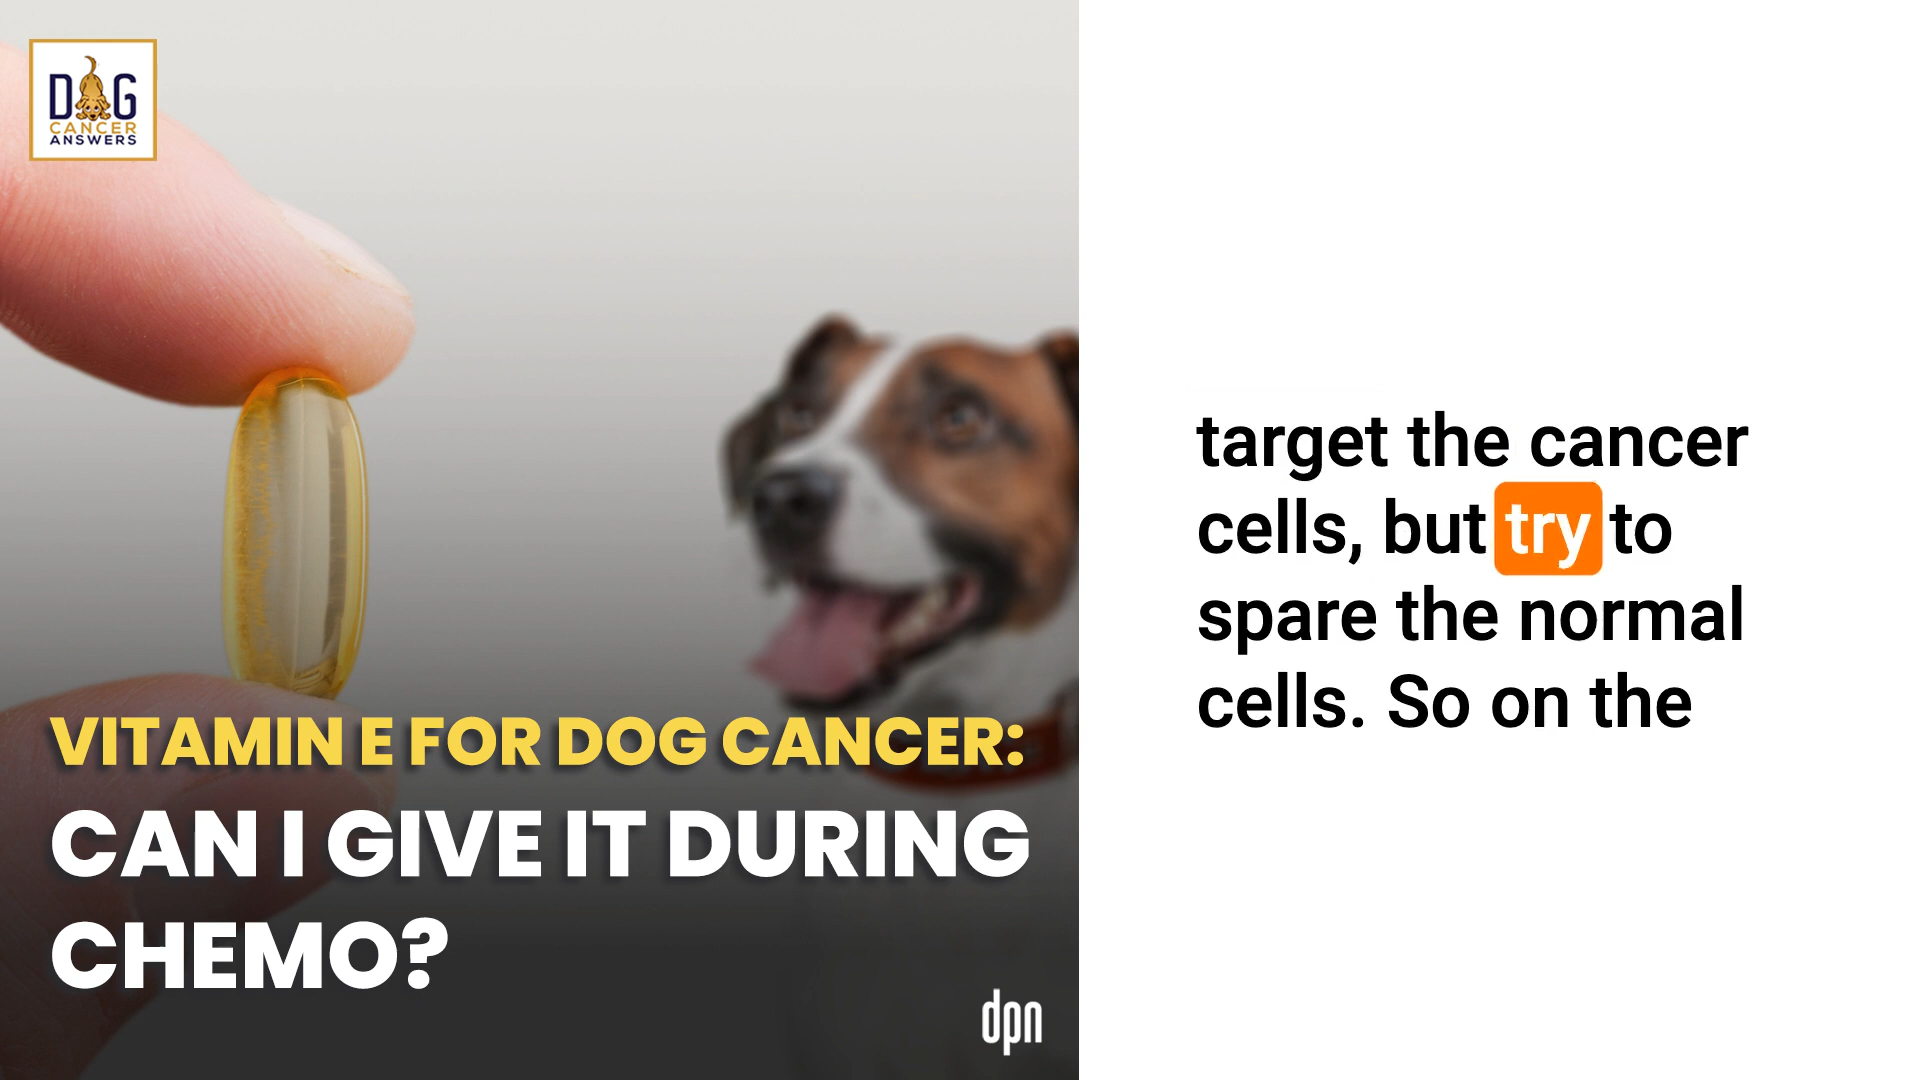 DOG
CANCER
ANSWERS
VITAMIN E FOR DOG CANCER:
CAN I GIVE IT DURING
CHEMO?
dpn
target the cancer
cells, but try to
spare the normal
cells. So on the